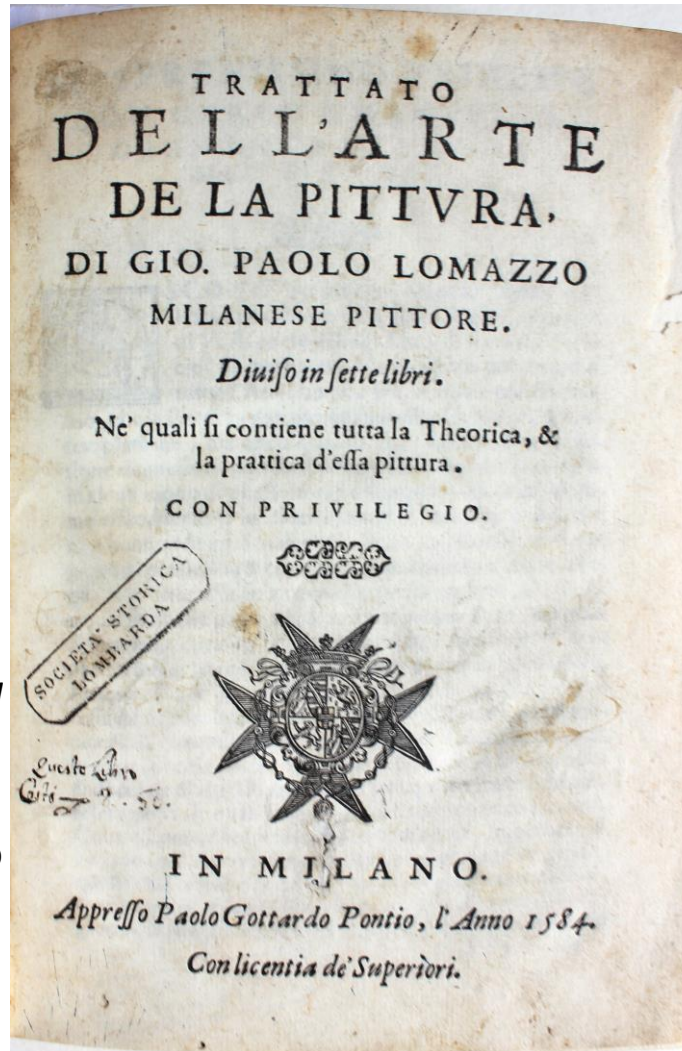 TRATTATO
DELL'ARTE
DE LA PITTVRA,
DI GIO. PAOLO LOMAZZO
MILANESE PITTORE.
Diuiſo in ſette libri.
Ne' quali ſi contiene tutta la Theorica, &
la prattica d'eſſa pittura.
CON PRIVILEGIO.
SOCIETA' STORICA
LOMBARDA
Queſto Libro
IN MILANO.
Appreſſo Paolo Gottardo Pontio, l'Anno 1584.
Con licentia de' Superiori.